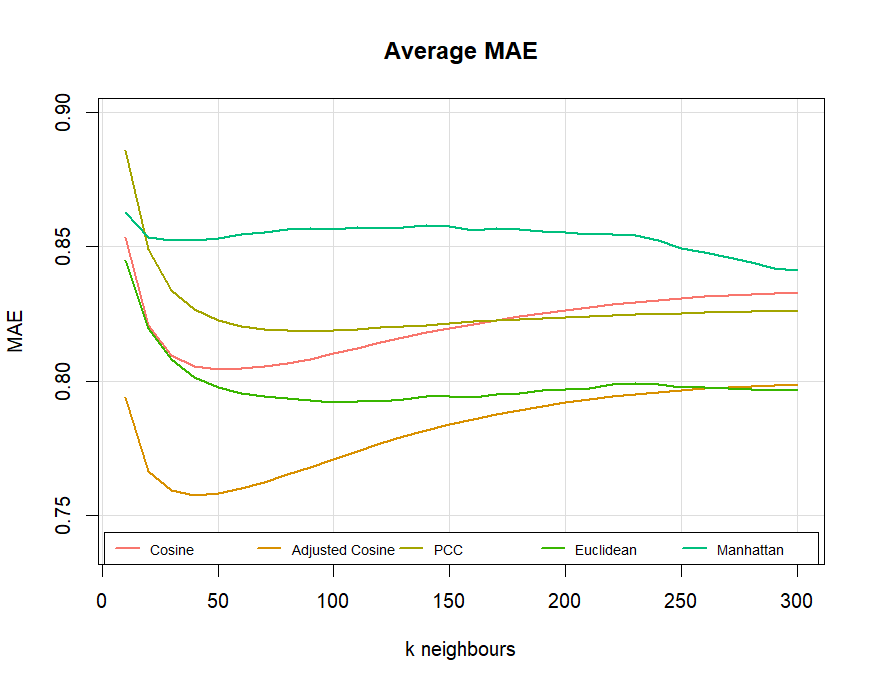 Average MAE
MAE
0.90
0.85
0.80
0.75
Cosine Adjusted Cosine PCC Euclidean Manhattan
0 50 100 150 200 250 300
k neighbours